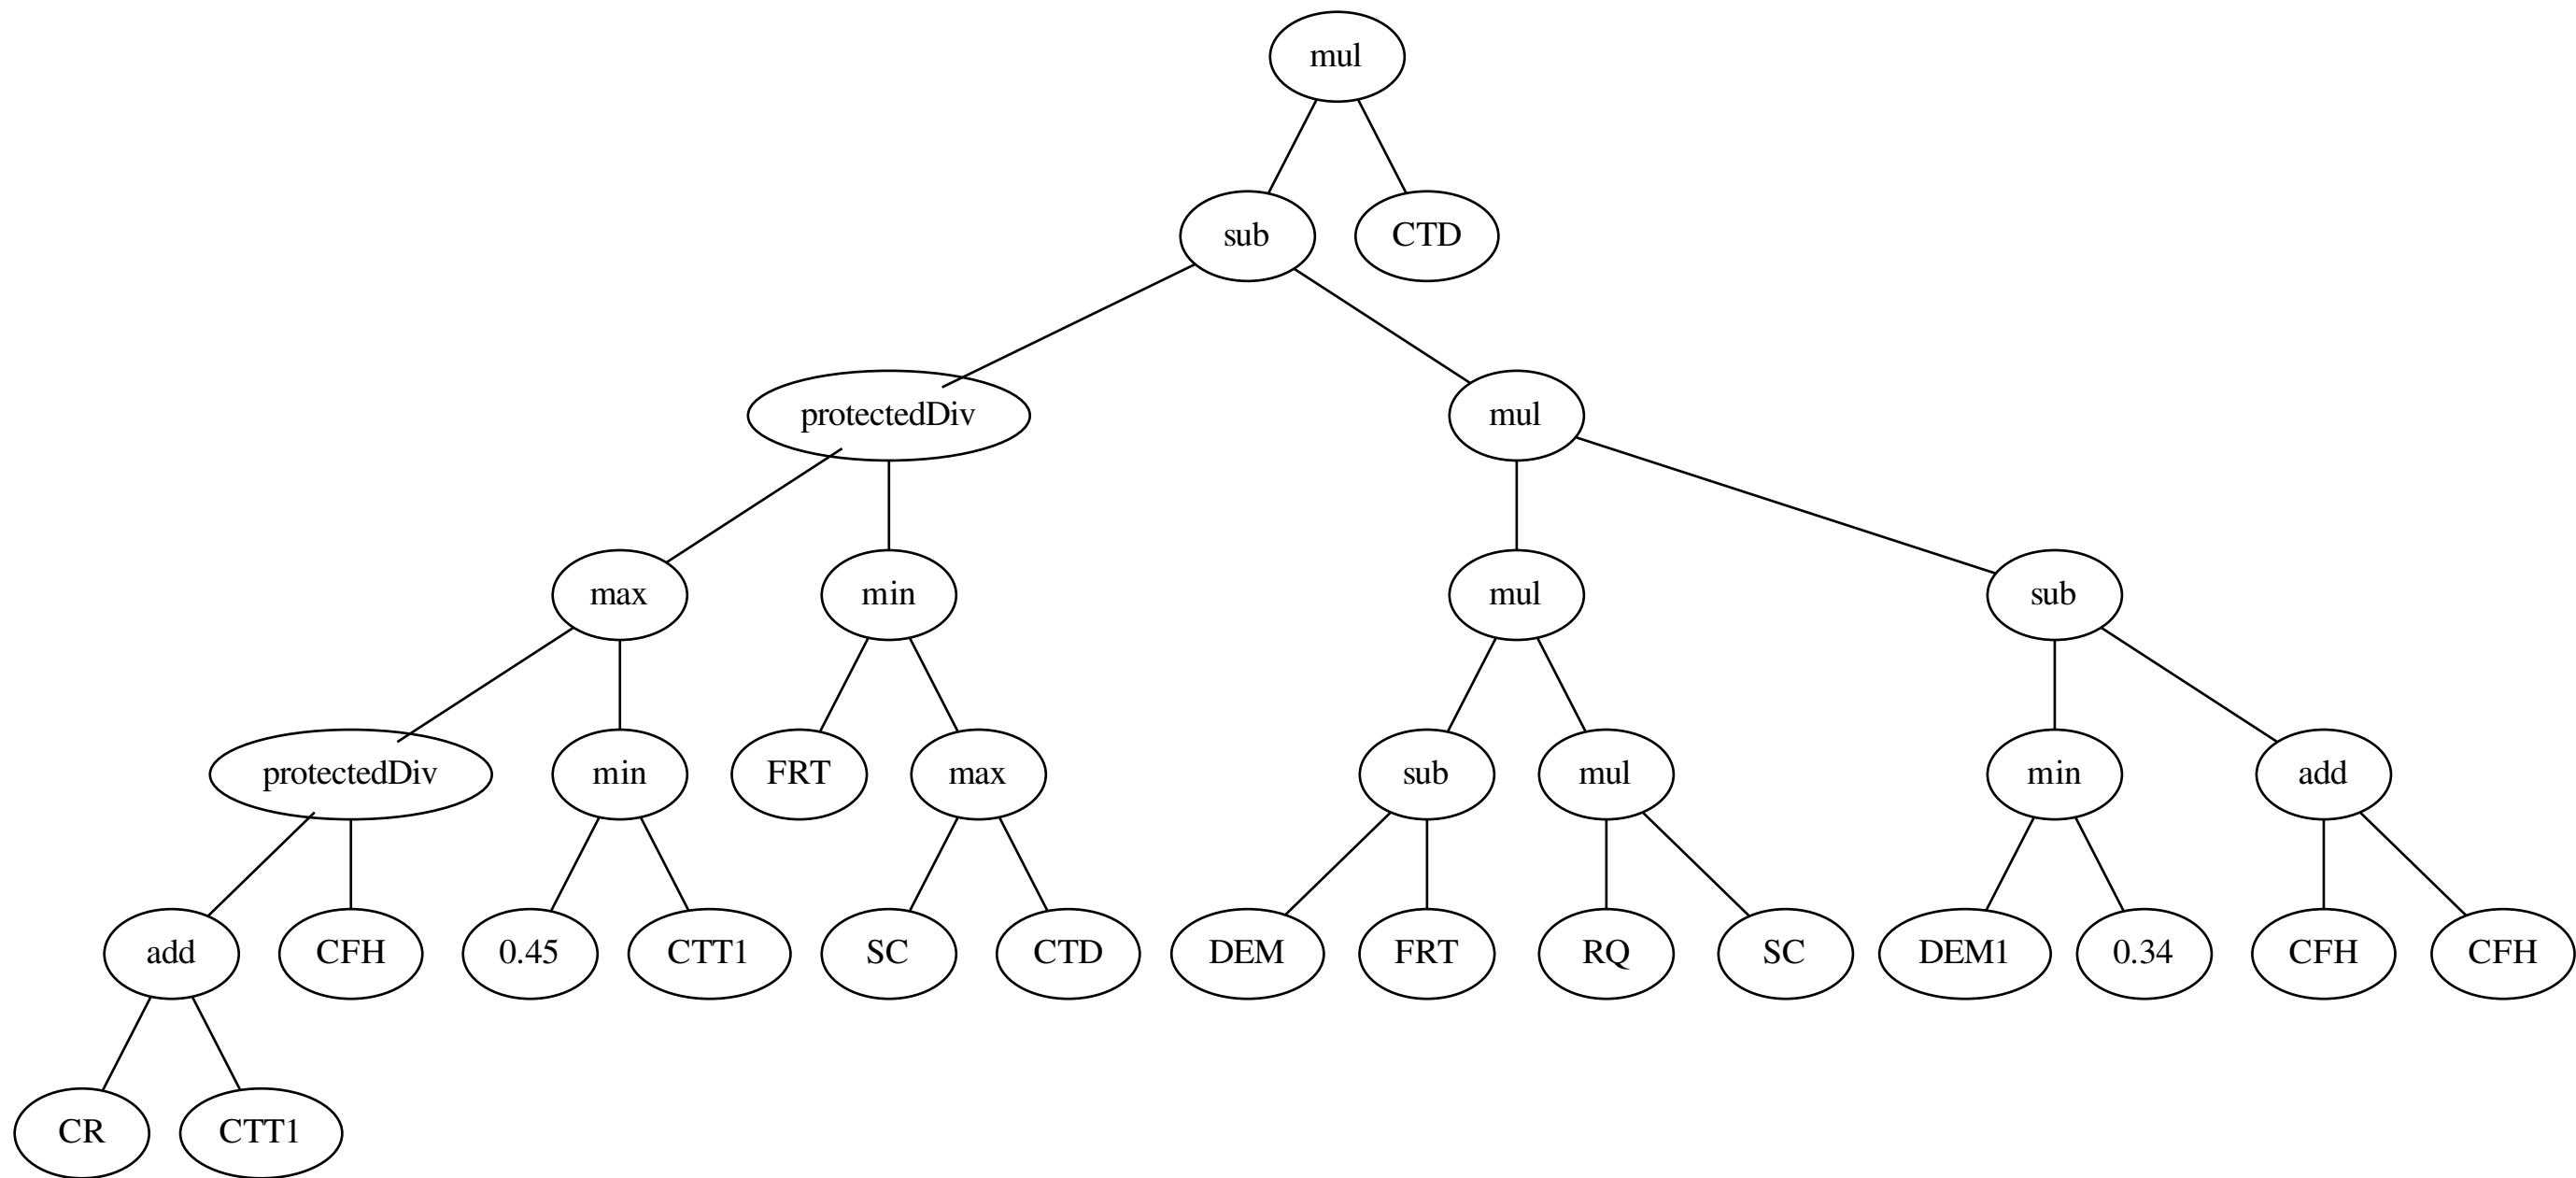 mul
sub CTD
protectedDiv mul
max min mul sub
protectedDiv min FRT max sub mul min add
add CFH 0.45 CTT1 SC CTD DEM FRT RQ SC DEM1 0.34 CFH CFH
CR CTT1